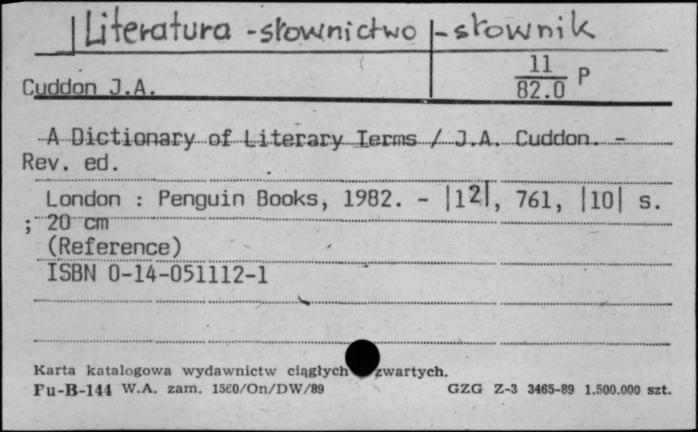 Literatura - słownictwo - słownik
11
82.0 P
Cuddon J.A.
A Dictionary of Literary Terms / J.A. Cuddon. -
Rev. ed.
London : Penguin Books, 1982. - |12|, 761, |10| s.
; 20 cm
(Reference)
ISBN 0-14-051112-1
Karta katalogowa wydawnictw ciągłych zwartych.
Fu-B-144 W.A. zam. 1560/On/DW/89 GZG Z-3 3465-89 1.500.000 szt.